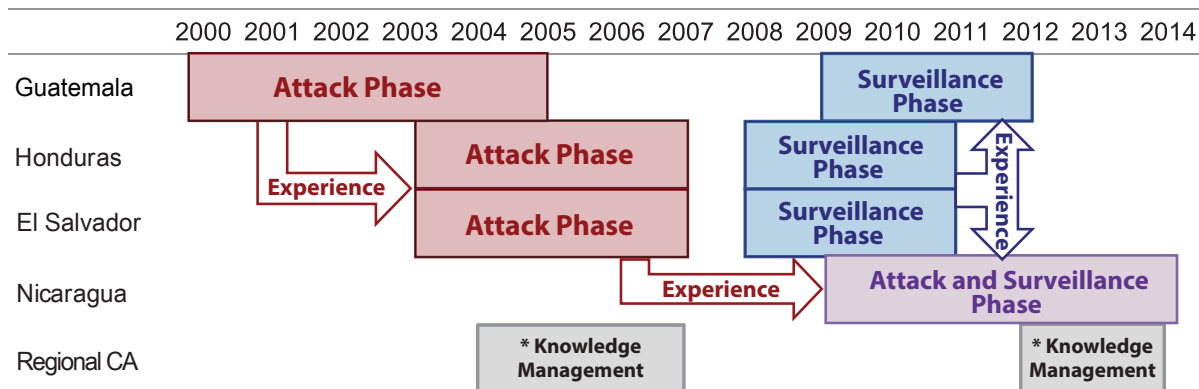 2000 2001 2002 2003 2004 2005 2006 2007 2008 2009 2010 2011 2012 2013 2014
Guatemala
Attack Phase
Surveillance
Phase
Honduras
Attack Phase
Surveillance
Phase
Experience
Experience
El Salvador
Attack Phase
Surveillance
Phase
Nicaragua
Experience
Attack and Surveillance
Phase
Regional CA
* Knowledge
Management
* Knowledge
Management